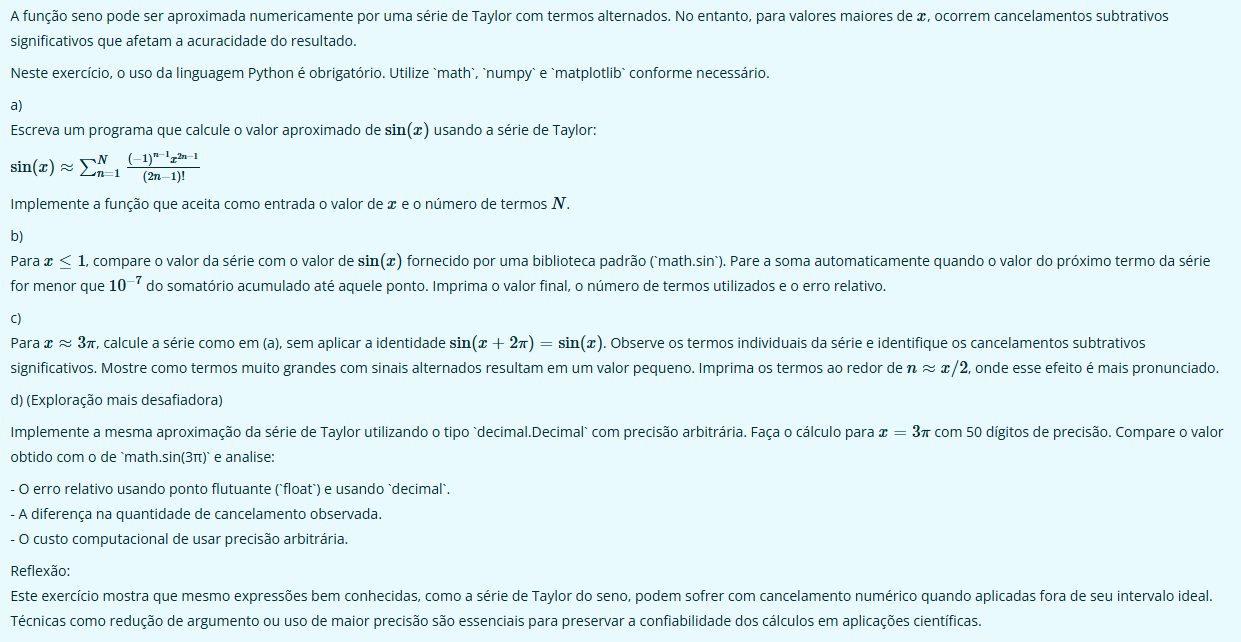 A função seno pode ser aproximada numericamente por uma série de Taylor com termos alternados. No entanto, para valores maiores de x, ocorrem cancelamentos subtrativos
significativos que afetam a acuracidade do resultado.
Neste exercício, o uso da linguagem Python é obrigatório. Utilize `math`, `numpy` e `matplotlib` conforme necessário.
a)
Escreva um programa que calcule o valor aproximado de sin(x) usando a série de Taylor:
sin(x) ≈ ∑_{n=1}^{N} \frac{(-1)^{n-1}x^{2n-1}}{(2n-1)!}
Implemente a função que aceita como entrada o valor de x e o número de termos N.
b)
Para x ≤ 1, compare o valor da série com o valor de sin(x) fornecido por uma biblioteca padrão (`math.sin`). Pare a soma automaticamente quando o valor do próximo termo da série
for menor que 10^{-7} do somatório acumulado até aquele ponto. Imprima o valor final, o número de termos utilizados e o erro relativo.
c)
Para x ≈ 3π, calcule a série como em (a), sem aplicar a identidade sin(x + 2π) = sin(x). Observe os termos individuais da série e identifique os cancelamentos subtrativos
significativos. Mostre como termos muito grandes com sinais alternados resultam em um valor pequeno. Imprima os termos ao redor de n ≈ x/2, onde esse efeito é mais pronunciado.
d) (Exploração mais desafiadora)
Implemente a mesma aproximação da série de Taylor utilizando o tipo `decimal.Decimal` com precisão arbitrária. Faça o cálculo para x = 3π com 50 dígitos de precisão. Compare o valor
obtido com o de `math.sin(3π)` e analise:
- O erro relativo usando ponto flutuante (`float`) e usando `decimal`.
- A diferença na quantidade de cancelamento observada.
- O custo computacional de usar precisão arbitrária.
Reflexão:
Este exercício mostra que mesmo expressões bem conhecidas, como a série de Taylor do seno, podem sofrer com cancelamento numérico quando aplicadas fora de seu intervalo ideal.
Técnicas como redução de argumento ou uso de maior precisão são essenciais para preservar a confiabilidade dos cálculos em aplicações científicas.